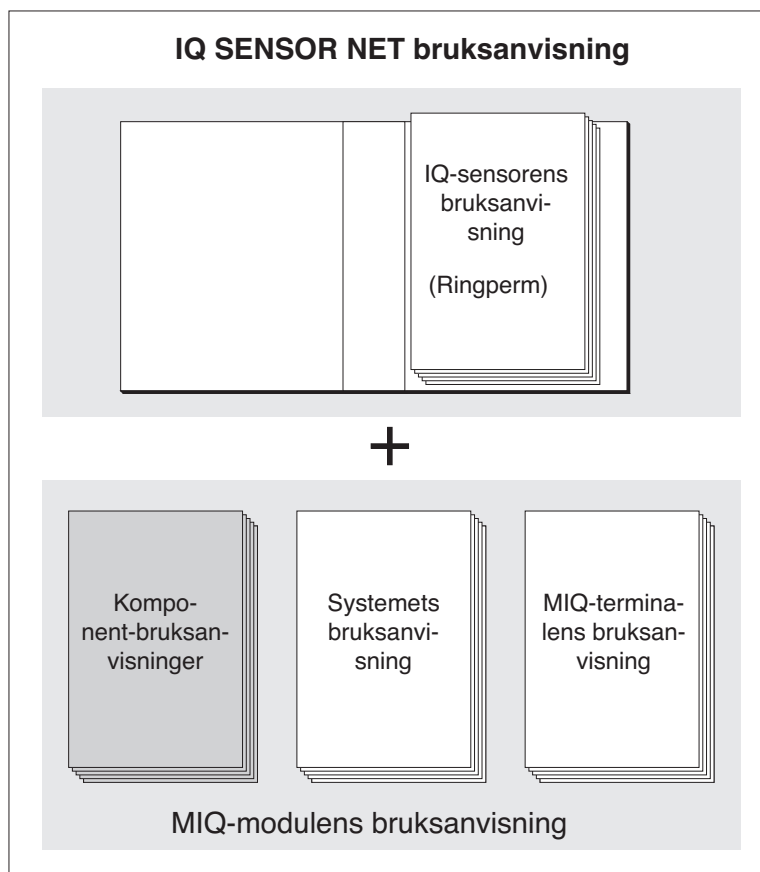 IQ SENSOR NET bruksanvisning
IQ-sensorens
bruksanvi-
sning
(Ringperm)
+
Kompo-
nent-bruksan-
visninger
Systemets
bruksanvi-
sning
MIQ-termina-
lens bruksan-
visning
MIQ-modulens bruksanvisning